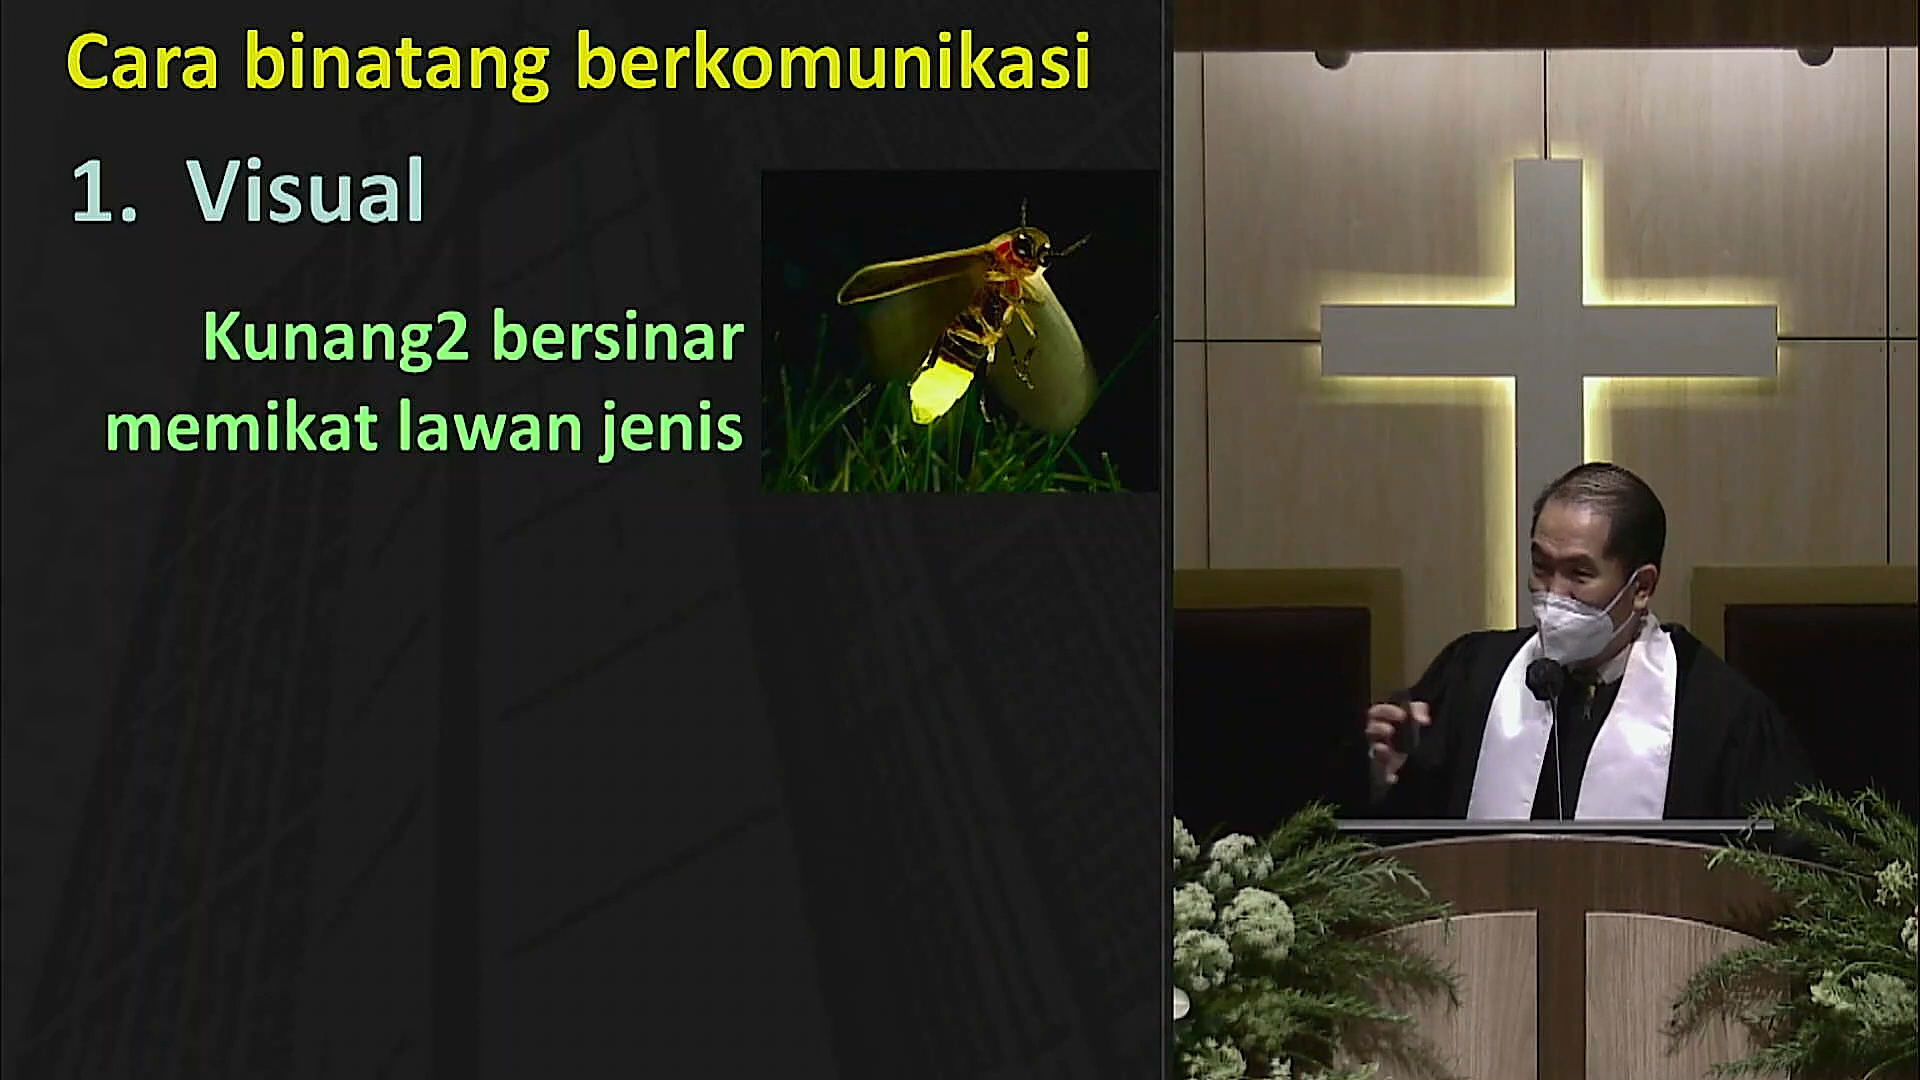 Cara binatang berkomunikasi
1. Visual
Kunang2 bersinar
memikat lawan jenis